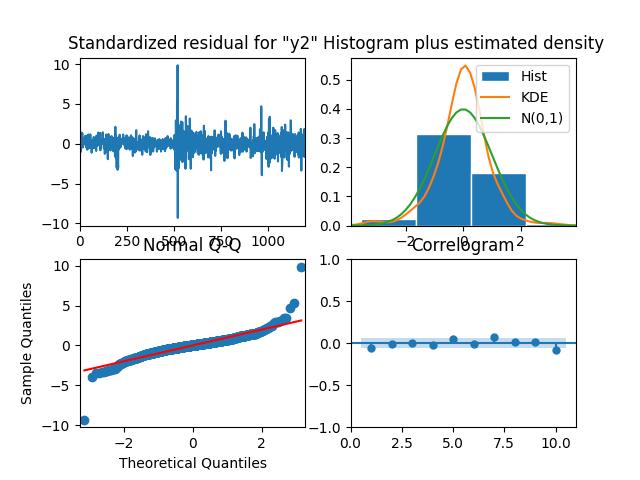 Standardized residual for "y2" Histogram plus estimated density
10
5
0
−5
−10
0 250 500 750 1000
0.5
0.4
0.3
0.2
0.1
0.0
−2 0 2
Hist
KDE
N(0,1)
Normal Q-Q
Correlogram
Sample Quantiles
10
5
0
−5
−10
−2 0 2
Theoretical Quantiles
1.0
0.5
0.0
−0.5
−1.0
0.0 2.5 5.0 7.5 10.0